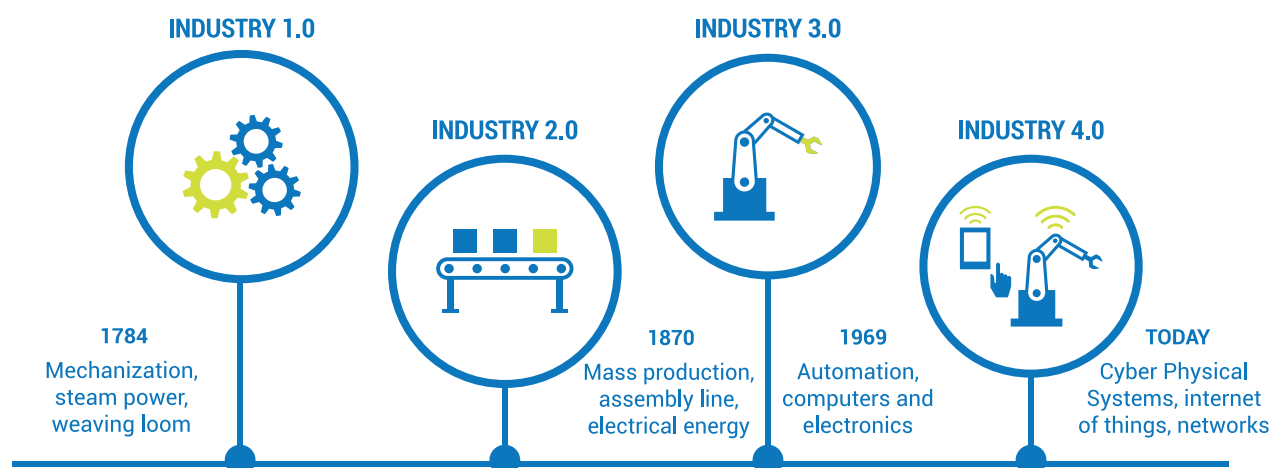 INDUSTRY 1.0
1784
Mechanization,
steam power,
weaving loom
INDUSTRY 2.0
1870
Mass production,
assembly line,
electrical energy
INDUSTRY 3.0
1969
Automation,
computers and
electronics
INDUSTRY 4.0
TODAY
Cyber Physical
Systems, internet
of things, networks